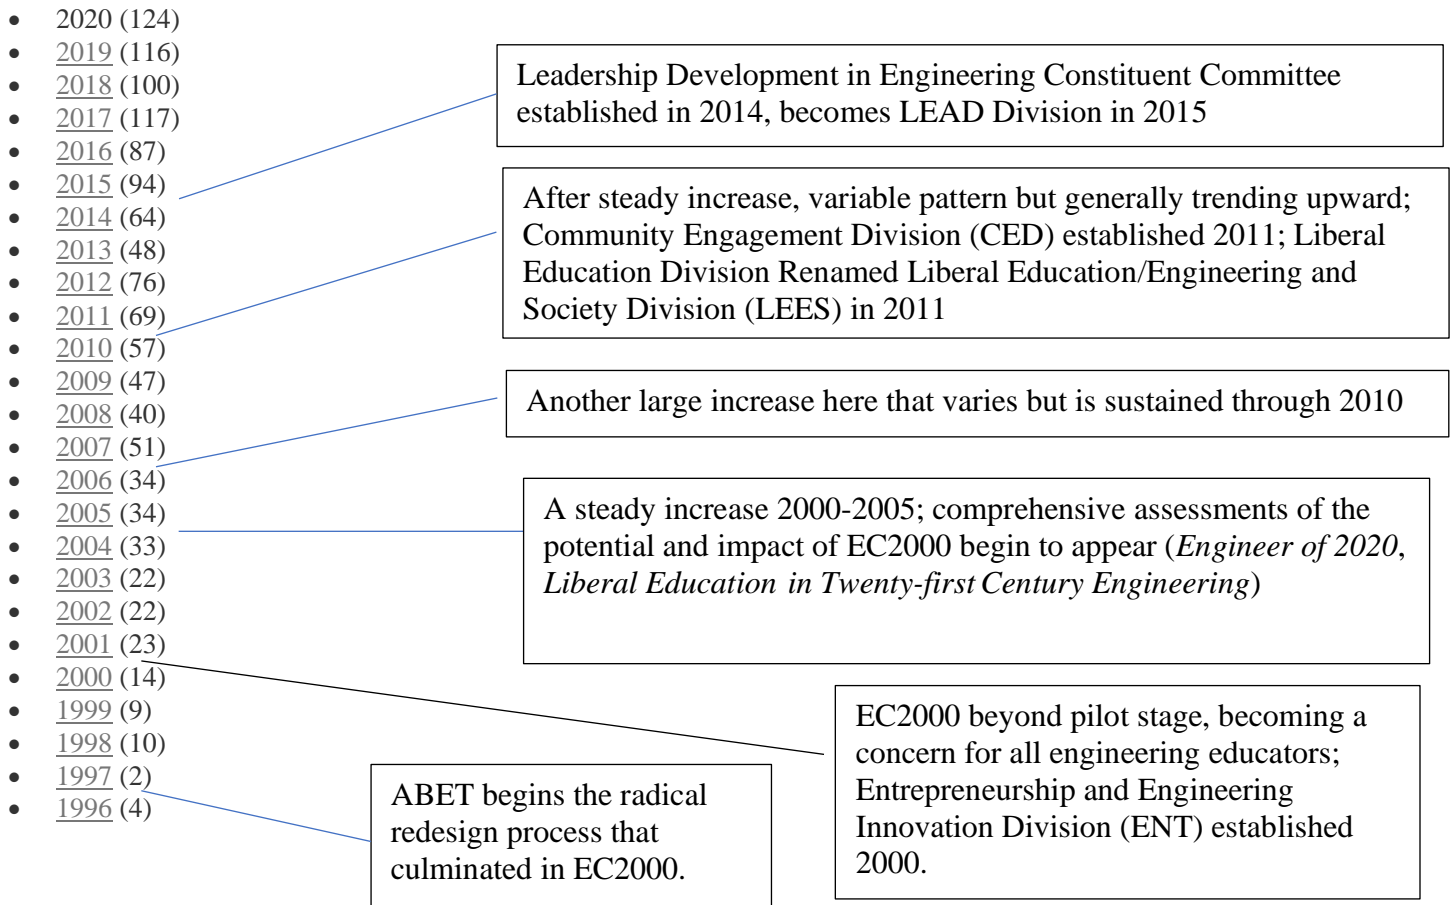 • 2020 (124)
• 2019 (116)
• 2018 (100)
• 2017 (117)
• 2016 (87)
• 2015 (94)
• 2014 (64)
• 2013 (48)
• 2012 (76)
• 2011 (69)
• 2010 (57)
• 2009 (47)
• 2008 (40)
• 2007 (51)
• 2006 (34)
• 2005 (34)
• 2004 (33)
• 2003 (22)
• 2002 (22)
• 2001 (23)
• 2000 (14)
• 1999 (9)
• 1998 (10)
• 1997 (2)
• 1996 (4)
Leadership Development in Engineering Constituent Committee
established in 2014, becomes LEAD Division in 2015
After steady increase, variable pattern but generally trending upward;
Community Engagement Division (CED) established 2011; Liberal
Education Division Renamed Liberal Education/Engineering and
Society Division (LEES) in 2011
Another large increase here that varies but is sustained through 2010
A steady increase 2000-2005; comprehensive assessments of the
potential and impact of EC2000 begin to appear (Engineer of 2020,
Liberal Education in Twenty-first Century Engineering)
EC2000 beyond pilot stage, becoming a
concern for all engineering educators;
Entrepreneurship and Engineering
Innovation Division (ENT) established
2000.
ABET begins the radical
redesign process that
culminated in EC2000.